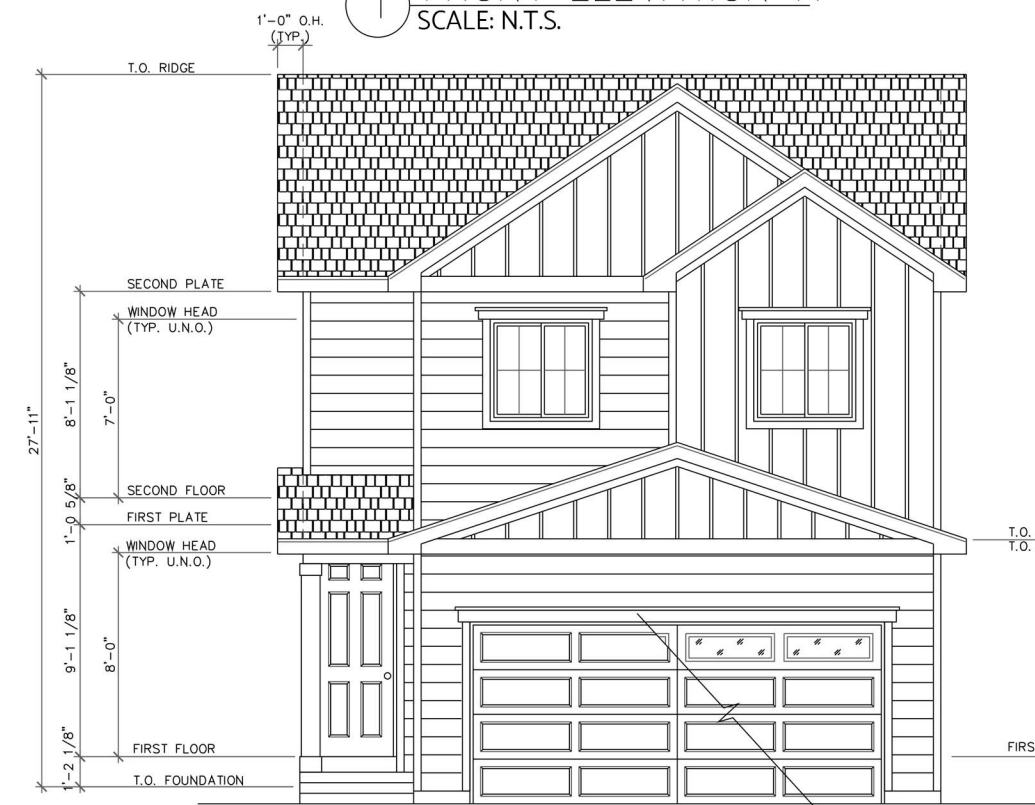 1
SCALE: N.T.S.
1'-0" O.H.
(TYP.)
T.O. RIDGE
SECOND PLATE
WINDOW HEAD
(TYP. U.N.O.)
8'-1 1/8"
7'-0"
27'-11"
SECOND FLOOR
1'-0 5/8"
FIRST PLATE
WINDOW HEAD
(TYP. U.N.O.)
T.O.
T.O.
9'-1 1/8"
8'-0"
FIRST FLOOR
FIRS
1'-2 1/8"
T.O. FOUNDATION